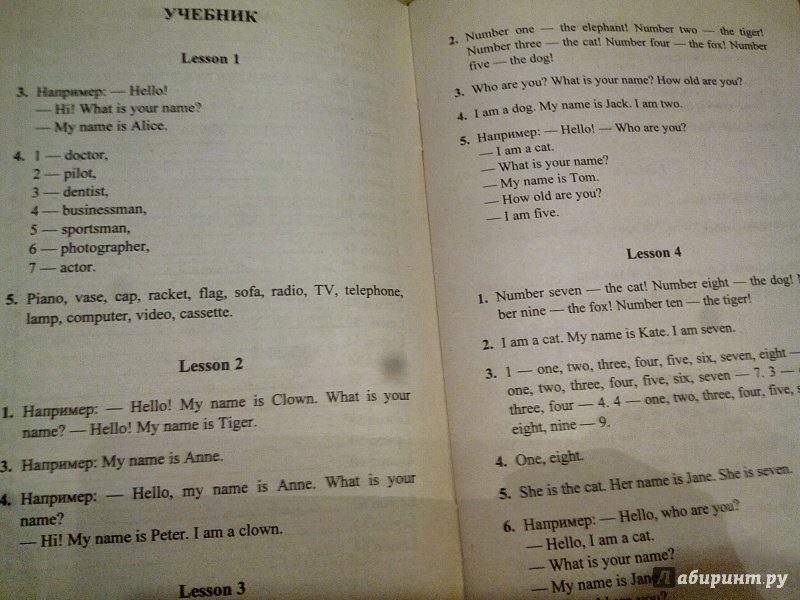 УЧЕБНИК
Lesson 1
3. Например: — Hello!
— Hi! What is your name?
— My name is Alice.
4. 1 — doctor,
2 — pilot,
3 — dentist,
4 — businessman,
5 — sportsman,
6 — photographer,
7 — actor.
5. Piano, vase, cap, racket, flag, sofa, radio, TV, telephone,
lamp, computer, video, cassette.
Lesson 2
1. Например: — Hello! My name is Clown. What is your
name? — Hello! My name is Tiger.
3. Например: My name is Anne.
4. Например: — Hello, my name is Anne. What is your
name?
— Hi! My name is Peter. I am a clown.
Lesson 3
2. Number one — the elephant! Number two — the tiger!
Number three — the cat! Number four — the fox! Number
five — the dog!
3. Who are you? What is your name? How old are you?
4. I am a dog. My name is Jack. I am two.
5. Например: — Hello! — Who are you?
— I am a cat.
— What is your name?
— My name is Tom.
— How old are you?
— I am five.
Lesson 4
1. Number seven — the cat! Number eight — the dog!
ber nine — the fox! Number ten — the tiger!
2. I am a cat. My name is Kate. I am seven.
3. 1 — one, two, three, four, five, six, seven, eight —
one, two, three, four, five, six, seven — 7. 3 —
three, four — 4. 4 — one, two, three, four, five,
eight, nine — 9.
4. One, eight.
5. She is the cat. Her name is Jane. She is seven.
6. Например: — Hello, who are you?
— Hello, I am a cat.
— What is your name?
— My name is
are you?
Лабиринт.ру